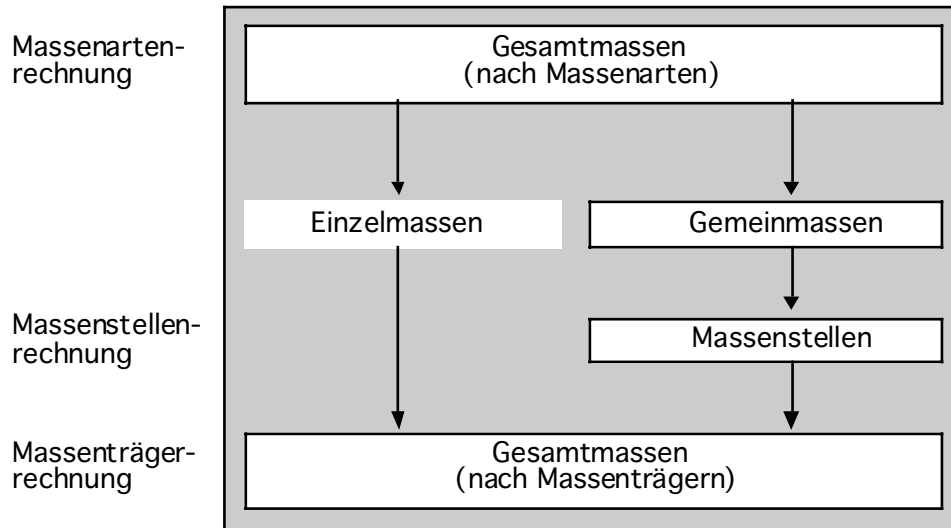 Massenarten-
rechnung
Gesamtmassen
(nach Massenarten)
Einzelmassen
Gemeinmassen
Massenstellen-
rechnung
Massenstellen
Massenträger-
rechnung
Gesamtmassen
(nach Massenträgern)